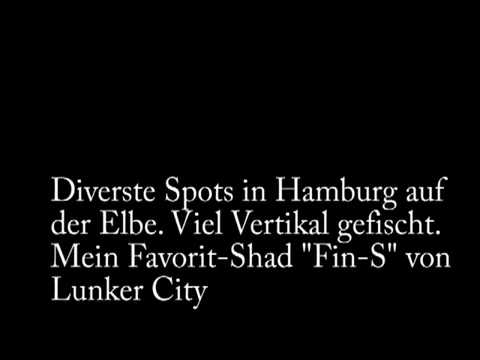 Diverste Spots in Hamburg auf
der Elbe. Viel Vertikal gefischt.
Mein Favorit-Shad "Fin-S" von
Lunker City